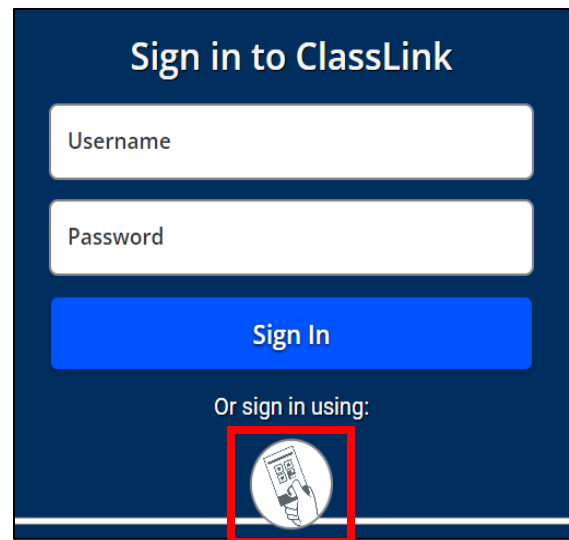 Sign in to ClassLink
Username
Password
Sign In
Or sign in using: